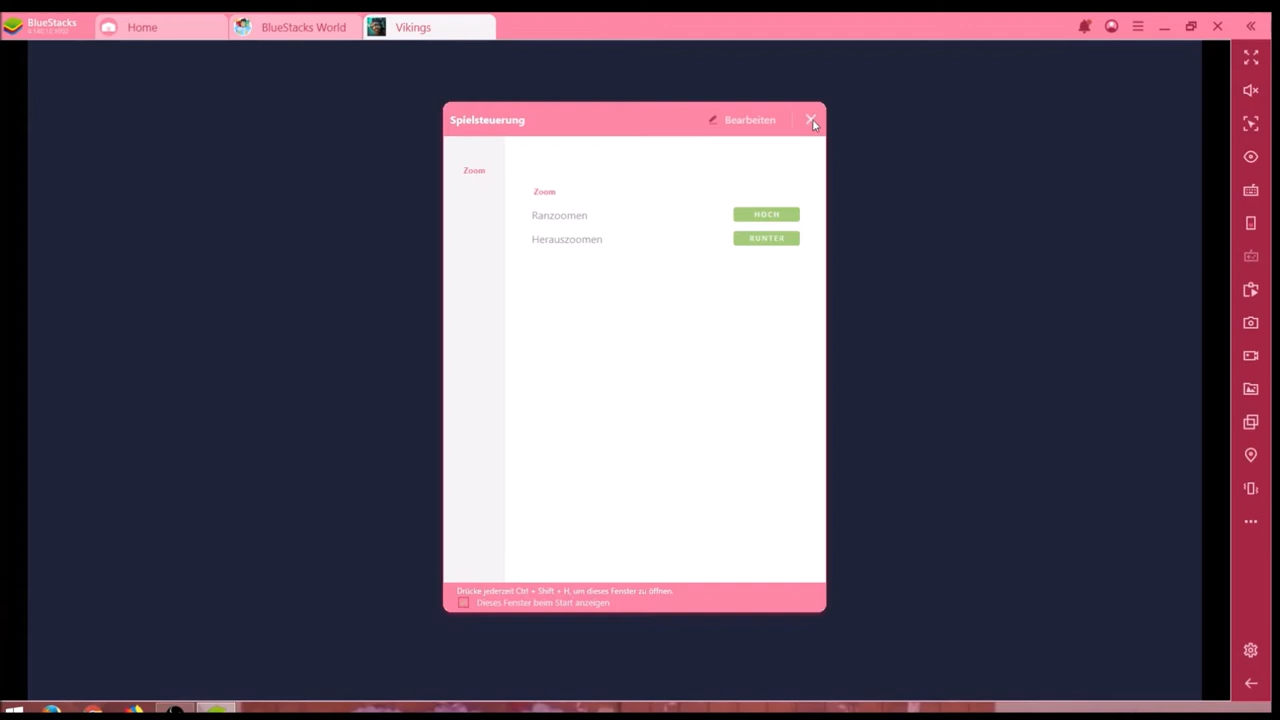 BlueStacks
Home
BlueStacks World
Vikings
Spielsteuerung
Bearbeiten
Zoom
Zoom
Ranzoomen
HOCH
Herauszoomen
RUNTER
Drücke jederzeit Ctrl + Shift + H, um dieses Fenster zu öffnen.
Dieses Fenster beim Start anzeigen